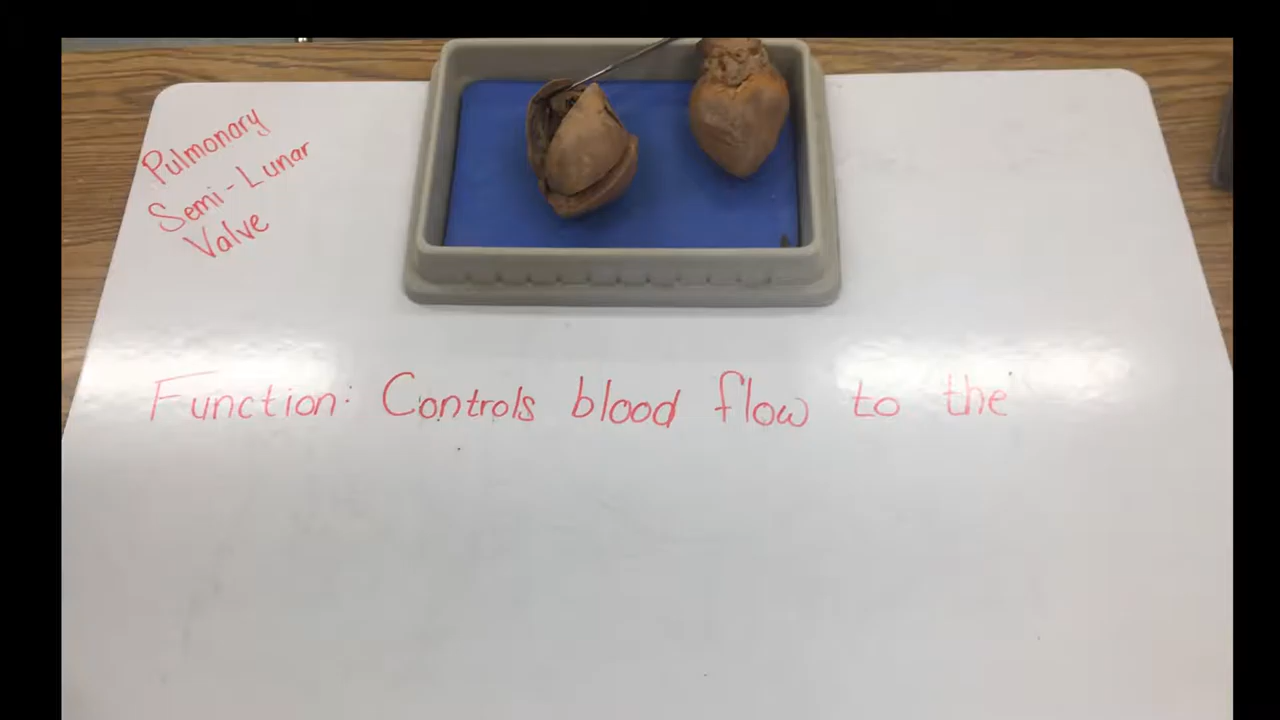 Pulmonary
Semi-Lunar
Valve
Function: Controls blood flow to the